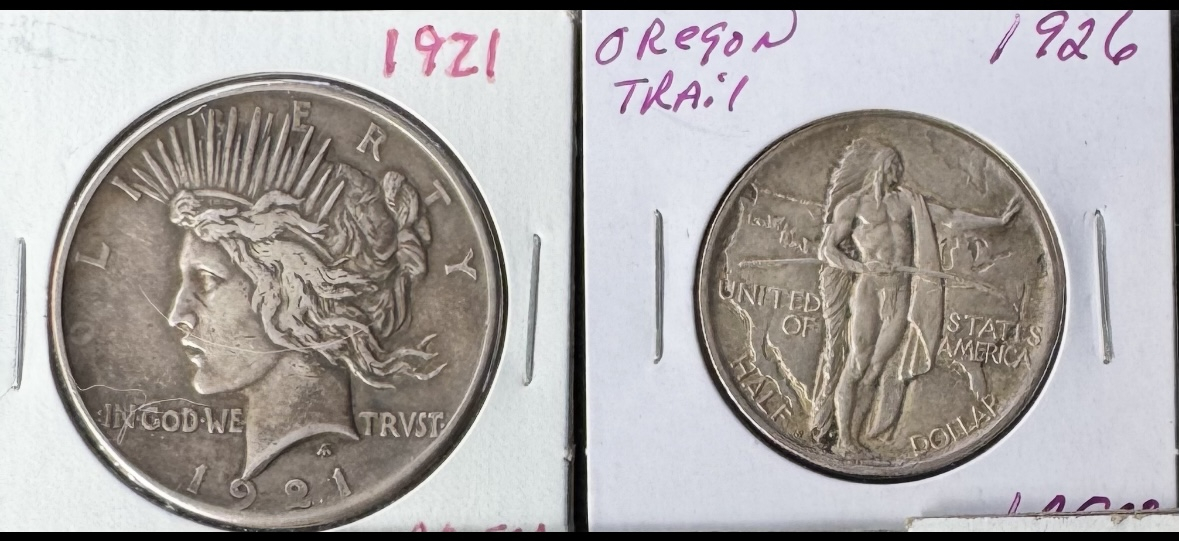 1921
LIBERTY
IN·GOD·WE TRVST·
1921
OREGON 1926
TRAil
UNITED STATES
OF AMERICA
HALF DOLLAR